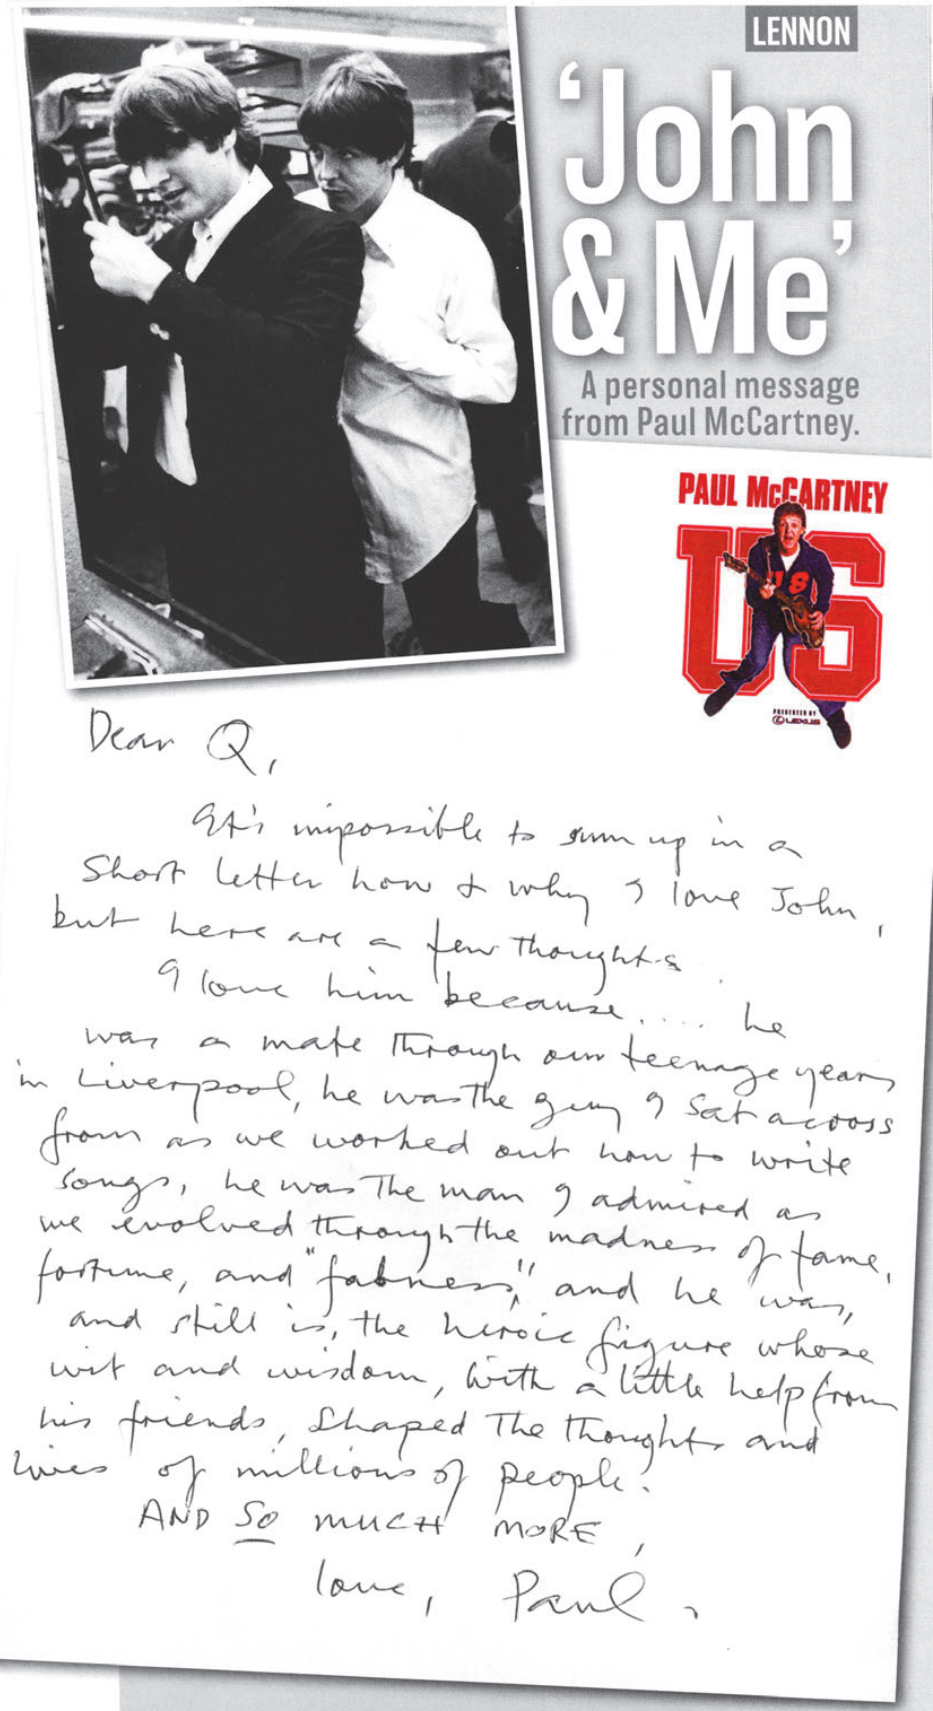 LENNON
'John
& Me'
A personal message
from Paul McCartney.
PAUL McCARTNEY
US
US
PRESENTED BY
LEXUS
Dear Q,
It's impossible to sum up in a
short letter how & why I love John,
but here are a few thoughts.
I love him because.... he
was a mate through our teenage years
in Liverpool, he was the guy I sat across
from as we worked out how to write
songs, he was the man I admired as
we evolved through the madness of fame,
fortune, and "fabness", and he was,
and still is, the heroic figure whose
wit and wisdom, with a little help from
his friends, shaped the thoughts and
lives of millions of people.
AND SO MUCH MORE,
love, Paul.